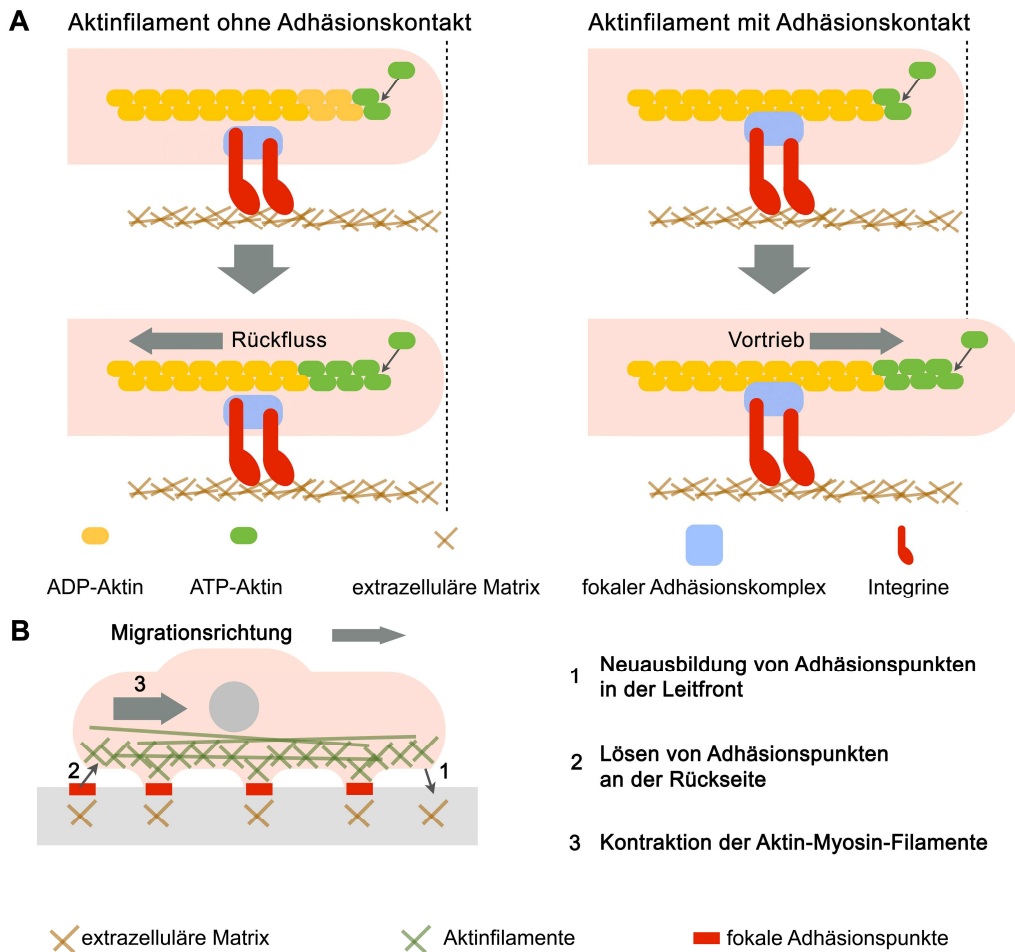 A
Aktinfilament ohne Adhäsionskontakt
Aktinfilament mit Adhäsionskontakt
Rückfluss
Vortrieb
ADP-Aktin
ATP-Aktin
extrazelluläre Matrix
fokaler Adhäsionskomplex
Integrine
B
Migrationsrichtung
3
2
1
1 Neuausbildung von Adhäsionspunkten
in der Leitfront
2 Lösen von Adhäsionspunkten
an der Rückseite
3 Kontraktion der Aktin-Myosin-Filamente
extrazelluläre Matrix
Aktinfilamente
fokale Adhäsionspunkte